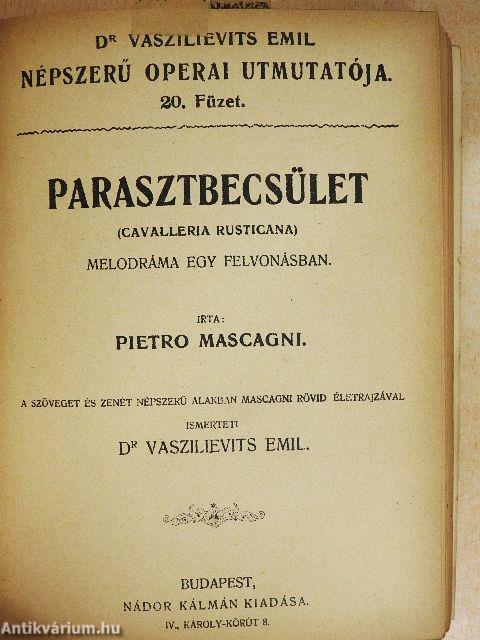 Dr VASZILIEVITS EMIL
NÉPSZERŰ OPERAI UTMUTATÓJA.
20. Füzet.
PARASZTBECSÜLET
(CAVALLERIA RUSTICANA)
MELODRÁMA EGY FELVONÁSBAN.
IRTA:
PIETRO MASCAGNI.
A SZÖVEGET ÉS ZENÉT NÉPSZERŰ ALAKBAN MASCAGNI RÖVID ÉLETRAJZÁVAL
ISMERTETI
Dr VASZILIEVITS EMIL.
BUDAPEST,
NÁDOR KÁLMÁN KIADÁSA.
IV., KÁROLY-KÖRÚT 8.
Antikvárium.hu